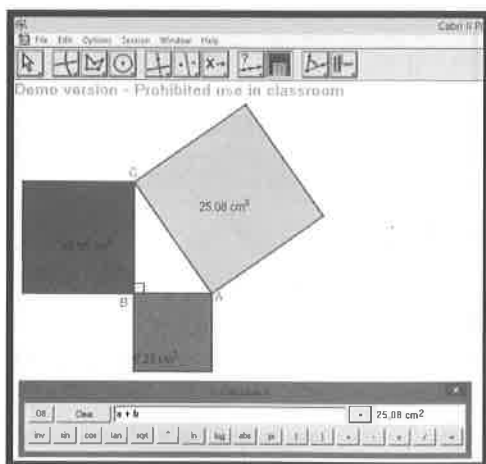 Cabri II
File Edit Options Session Window Help
Demo version - Prohibited use in classroom
C
25,08 cm²
B
A
Clear a + b = 25,08 cm²
inv sin cos tan sqrt ^ ln log abs pi ( ) + - x / =